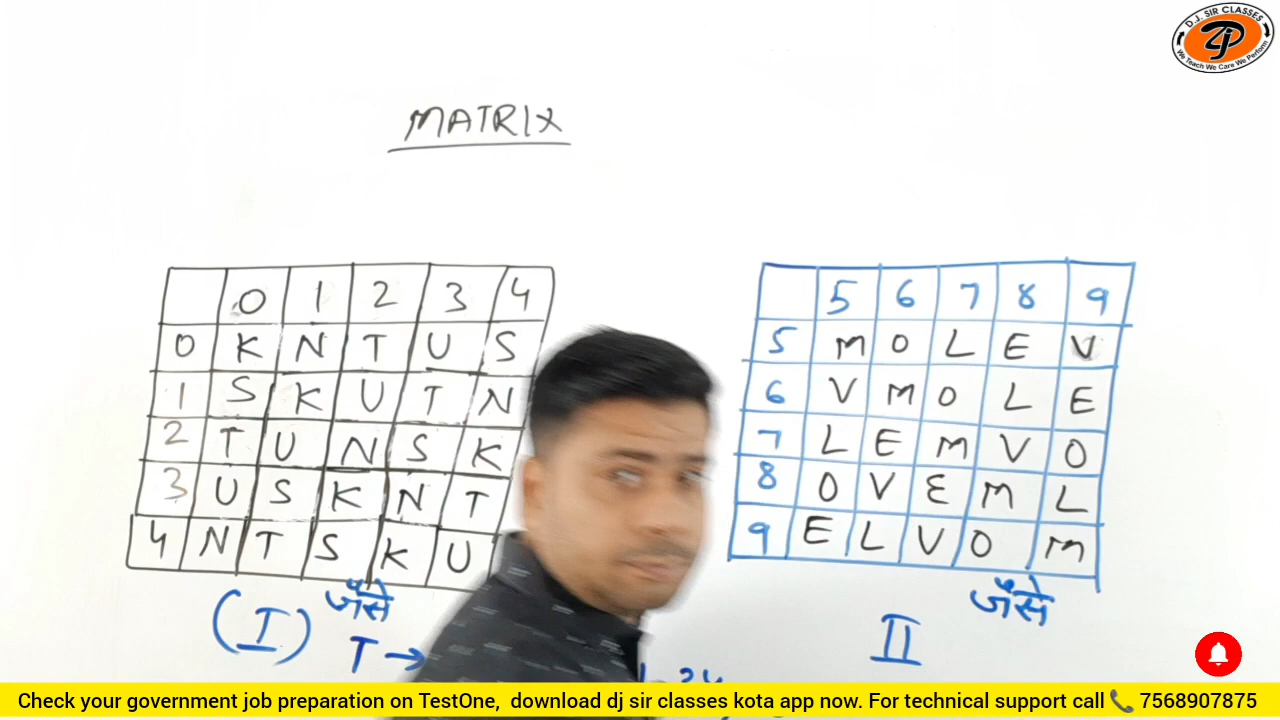 D.J. SIR CLASSES
ZJ
We Teach We Care We Perform
MATRIX
0 1 2 3 4
0 K N T U S
1 S K U T N
2 T U N S K
3 U S K N T
4 N T S K U
(I) जैसे
T →
5 6 7 8 9
5 M O L E V
6 V M O L E
7 L E M V O
8 O V E M L
9 E L V O M
II जैसे
Check your government job preparation on TestOne, download dj sir classes kota app now. For technical support call 7568907875